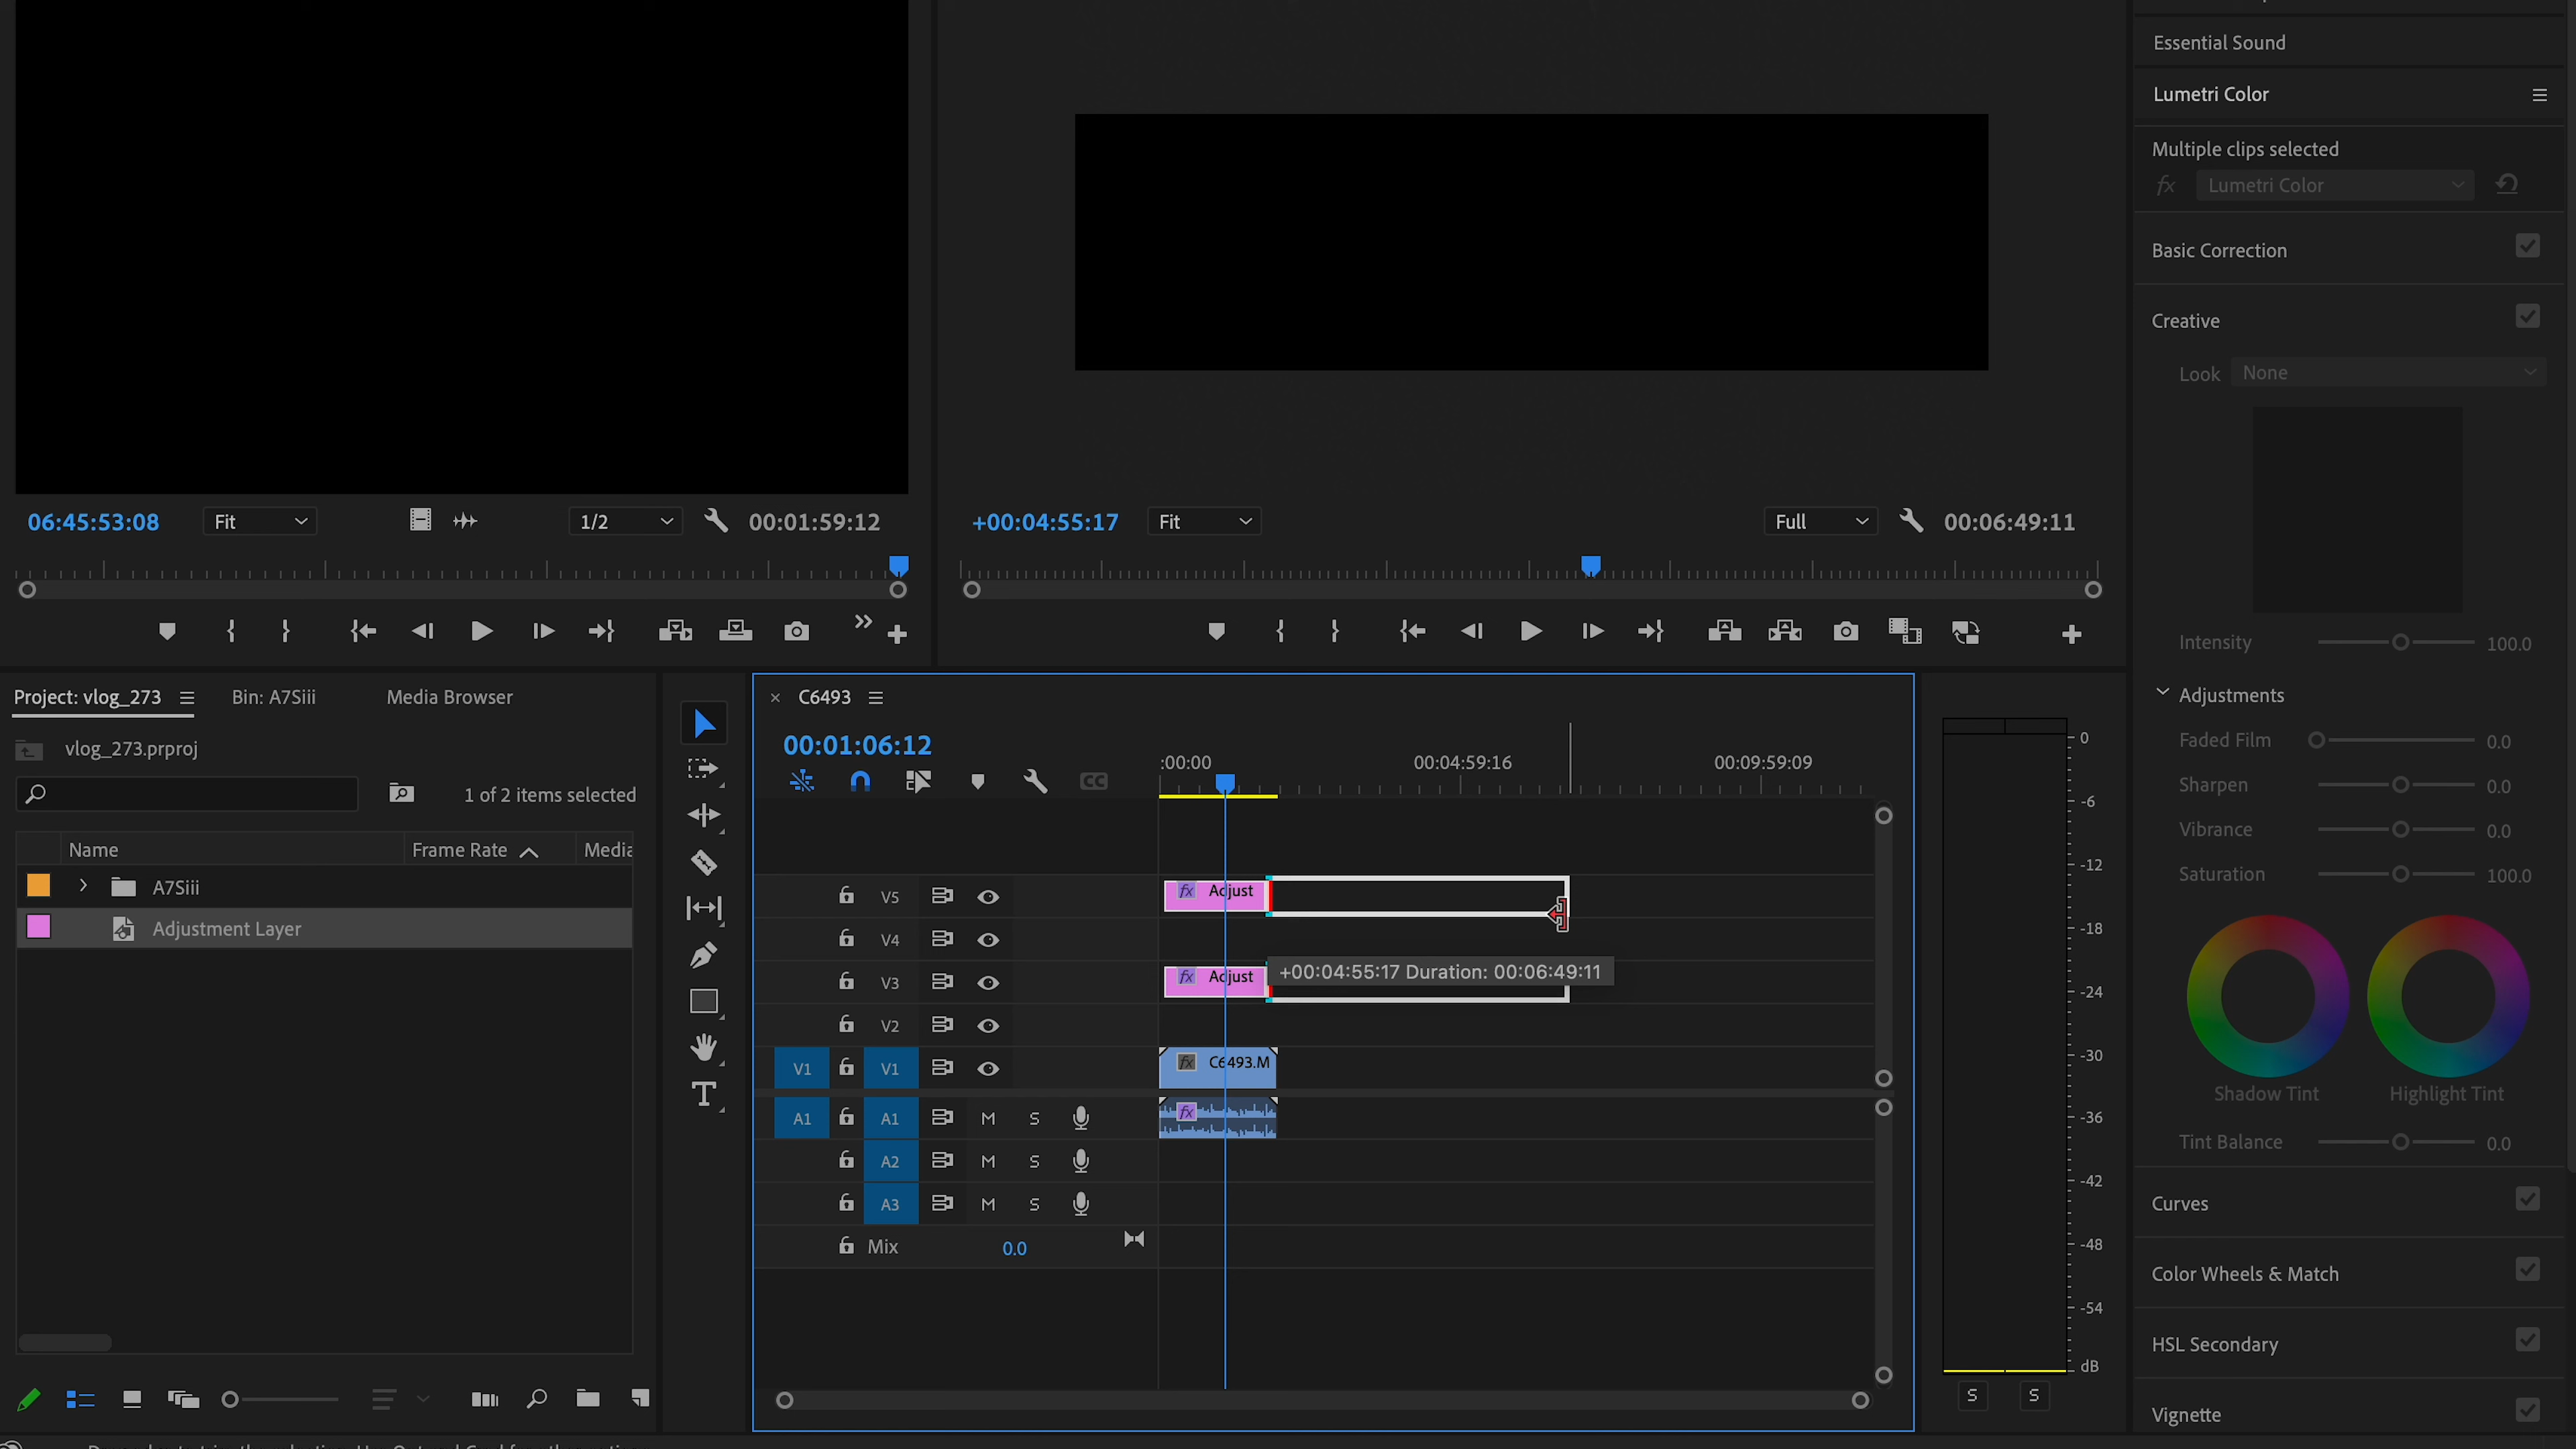 Essential Sound
Lumetri Color
Multiple clips selected
fx Lumetri Color
Basic Correction
Creative
Look None
Intensity 100.0
Adjustments
Faded Film 0.0
Sharpen 0.0
Vibrance 0.0
Saturation 100.0
Shadow Tint Highlight Tint
Tint Balance 0.0
Curves
Color Wheels & Match
HSL Secondary
Vignette
06:45:53:08 Fit 1/2 00:01:59:12
+00:04:55:17 Fit Full 00:06:49:11
Project: vlog_273 Bin: A7Siii Media Browser
vlog_273.prproj
1 of 2 items selected
Name Frame Rate Media
A7Siii
Adjustment Layer
C6493
00:01:06:12
:00:00 00:04:59:16 00:09:59:09
CC
V5 fx Adjust
V4
V3 fx Adjust
+00:04:55:17 Duration: 00:06:49:11
V2
V1 V1 fx C6493.M
A1 A1 M S fx
A2 M S
A3 M S
Mix 0.0
T
0
-6
-12
-18
-24
-30
-36
-42
-48
-54
dB
S S